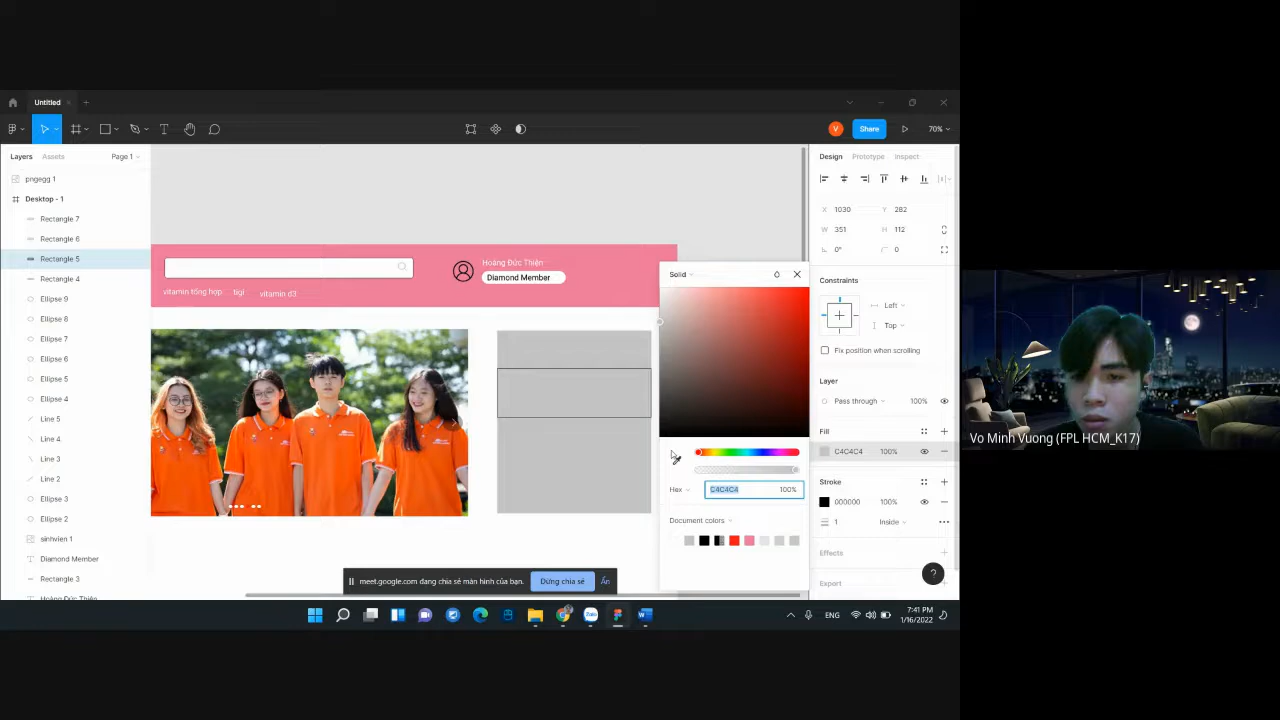 Untitled
Share
70%
Layers
Assets
Page 1
pngegg 1
Desktop - 1
Rectangle 7
Rectangle 6
Rectangle 5
Rectangle 4
Ellipse 9
Ellipse 8
Ellipse 7
Ellipse 6
Ellipse 5
Ellipse 4
Line 5
Line 4
Line 3
Line 2
Ellipse 3
Ellipse 2
sinhvien 1
Diamond Member
Rectangle 3
Hoàng Đức Thiện
Hoàng Đức Thiện
Diamond Member
vitamin tổng hợp
tigi
vitamin d3
Solid
Hex
C4C4C4
100%
Document colors
Design
Prototype
Inspect
X 1030
Y 282
W 351
H 112
0°
0
Constraints
Left
Top
Fix position when scrolling
Layer
Pass through
100%
Fill
C4C4C4
100%
Stroke
000000
100%
1
Inside
Effects
Export
?
meet.google.com đang chia sẻ màn hình của bạn.
Dừng chia sẻ
Ẩn
Zalo
ENG
7:41 PM
1/16/2022
V
Vo Minh Vuong (FPL HCM_K17)